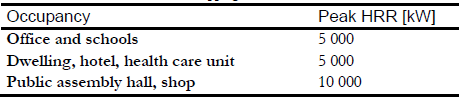 Occupancy Peak HRR [kW]
Office and schools 5 000
Dwelling, hotel, health care unit 5 000
Public assembly hall, shop 10 000